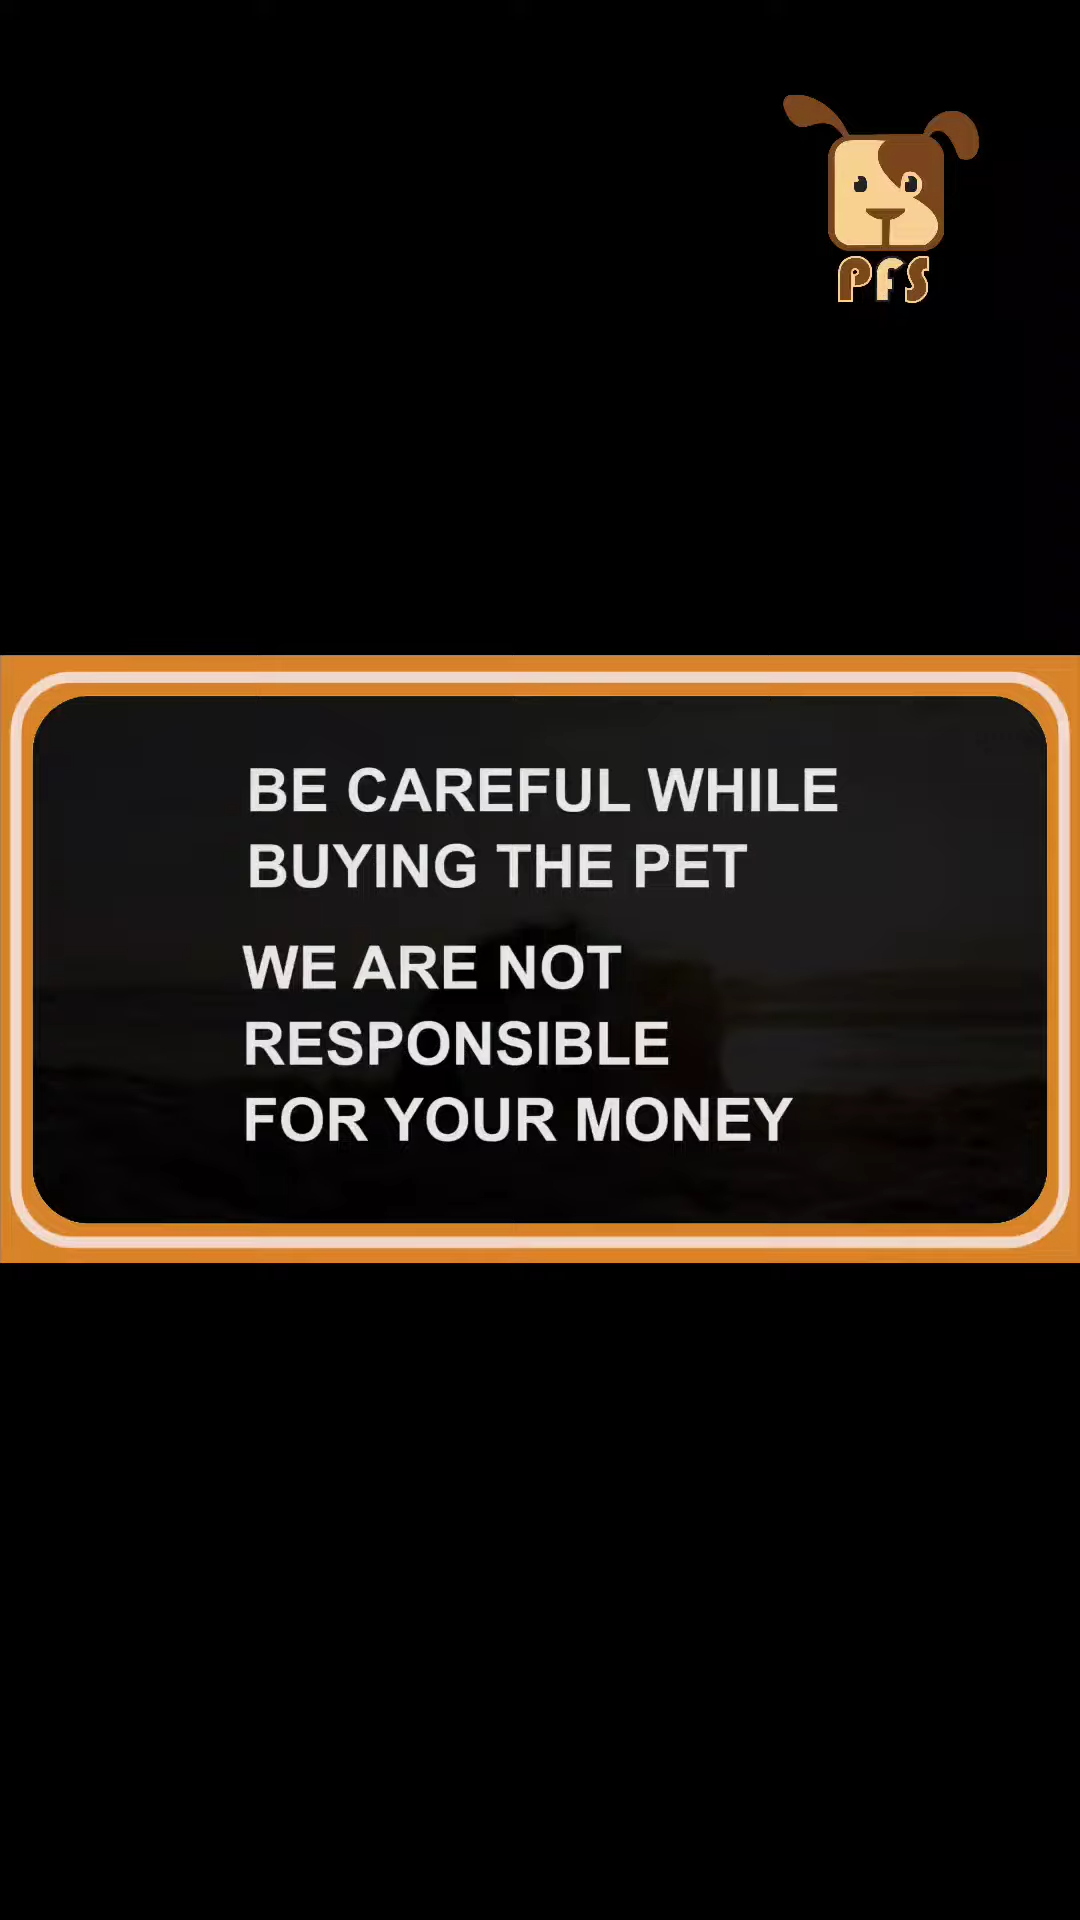 PFS
BE CAREFUL WHILE
BUYING THE PET
WE ARE NOT
RESPONSIBLE
FOR YOUR MONEY